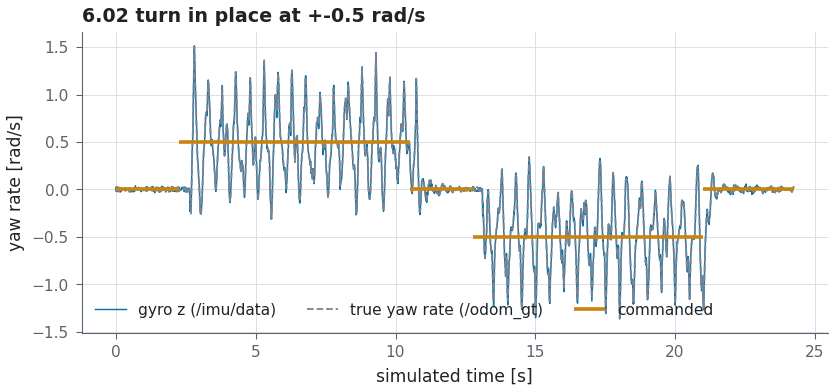 6.02 turn in place at +-0.5 rad/s
yaw rate [rad/s]
1.5
1.0
0.5
0.0
−0.5
−1.0
−1.5
gyro z (/imu/data)
true yaw rate (/odom_gt)
commanded
0
5
10
15
20
25
simulated time [s]